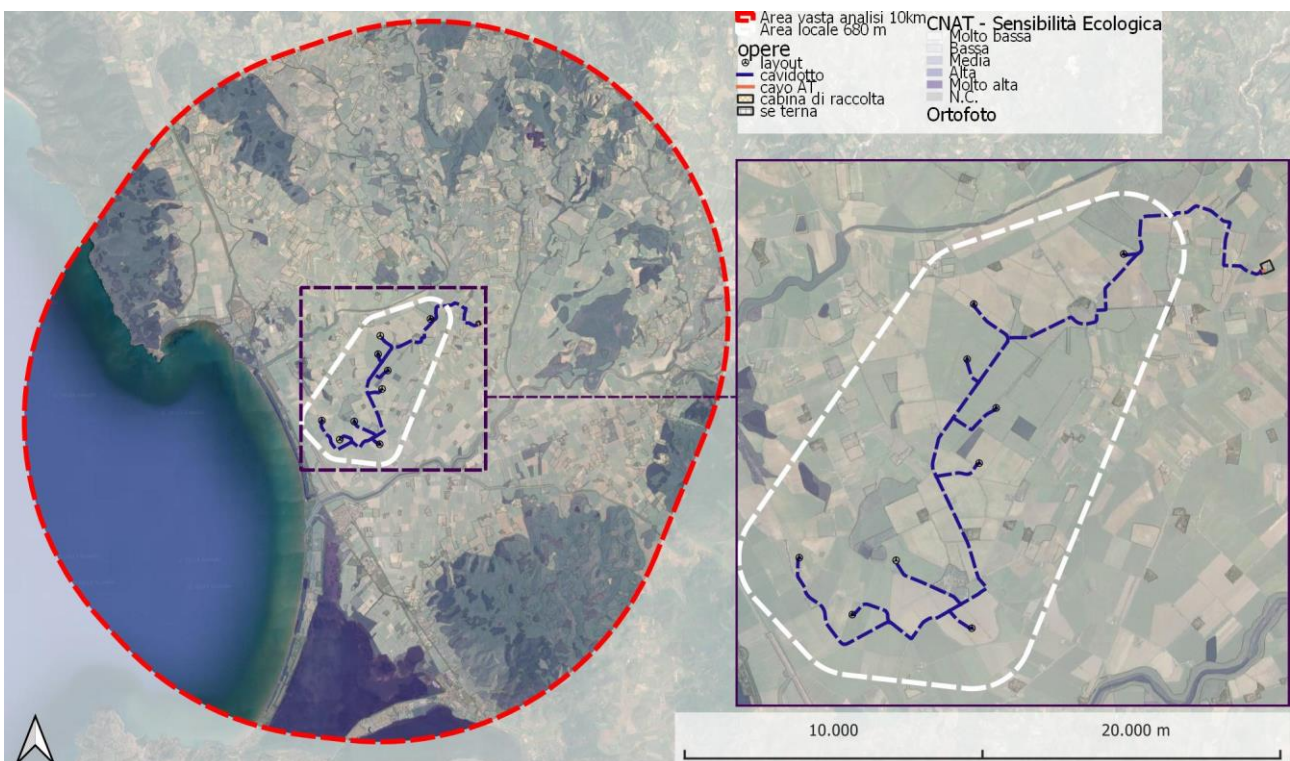 Area vasta analisi 10km
Area locale 680 m
opere
layout
cavidotto
cavo AT
cabina di raccolta
se terna
CNAT - Sensibilità Ecologica
Molto bassa
Bassa
Media
Alta
Molto alta
N.C.
Ortofoto
10.000
20.000 m